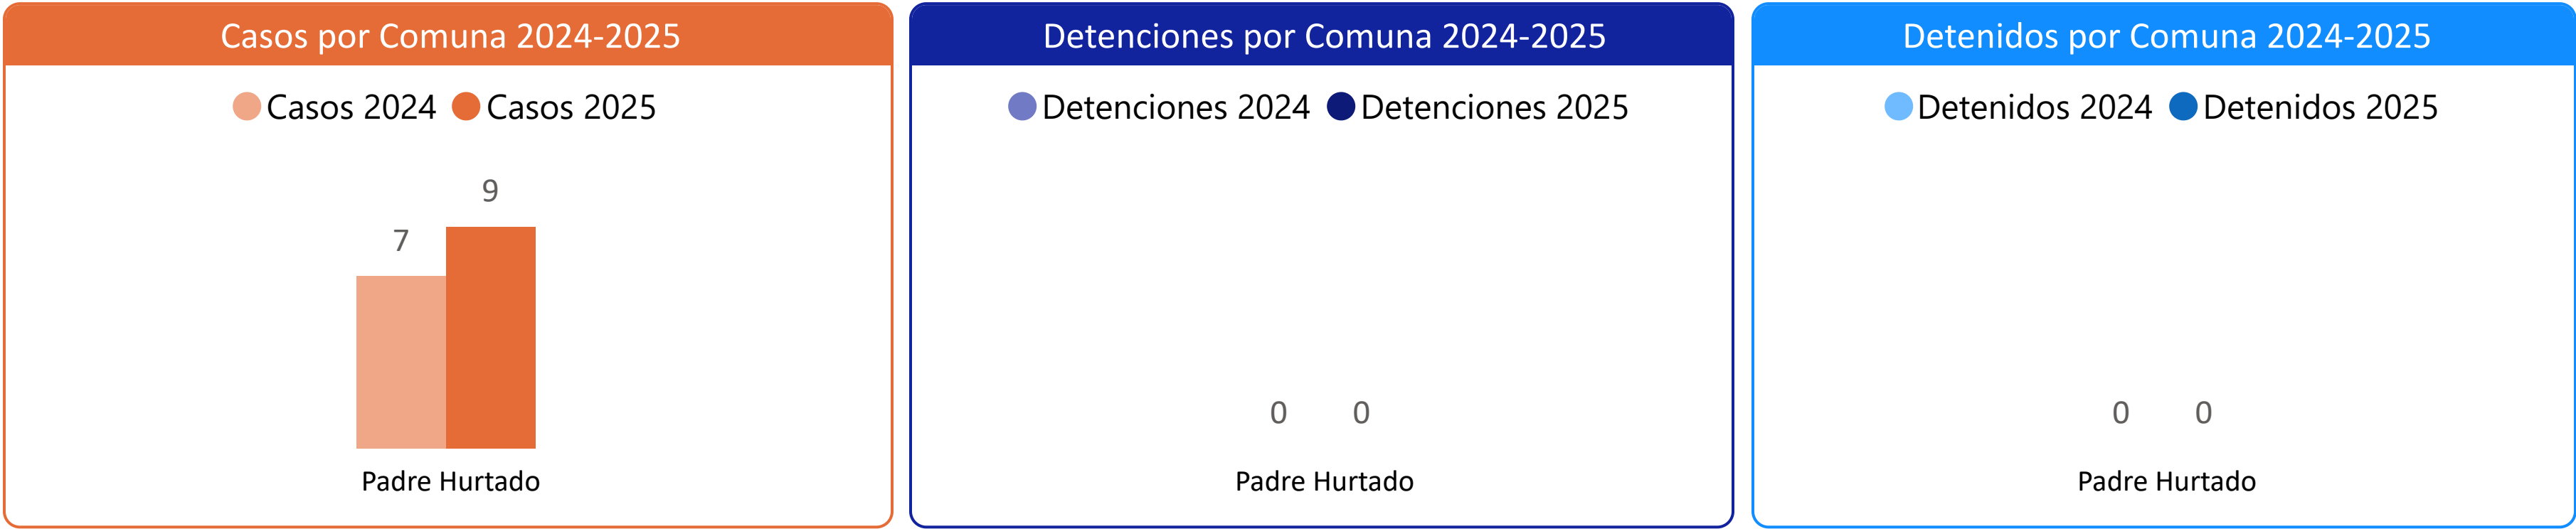 Casos por Comuna 2024-2025
Casos 2024 Casos 2025
7
9
Padre Hurtado
Detenciones por Comuna 2024-2025
Detenciones 2024 Detenciones 2025
0 0
Padre Hurtado
Detenidos por Comuna 2024-2025
Detenidos 2024 Detenidos 2025
0 0
Padre Hurtado